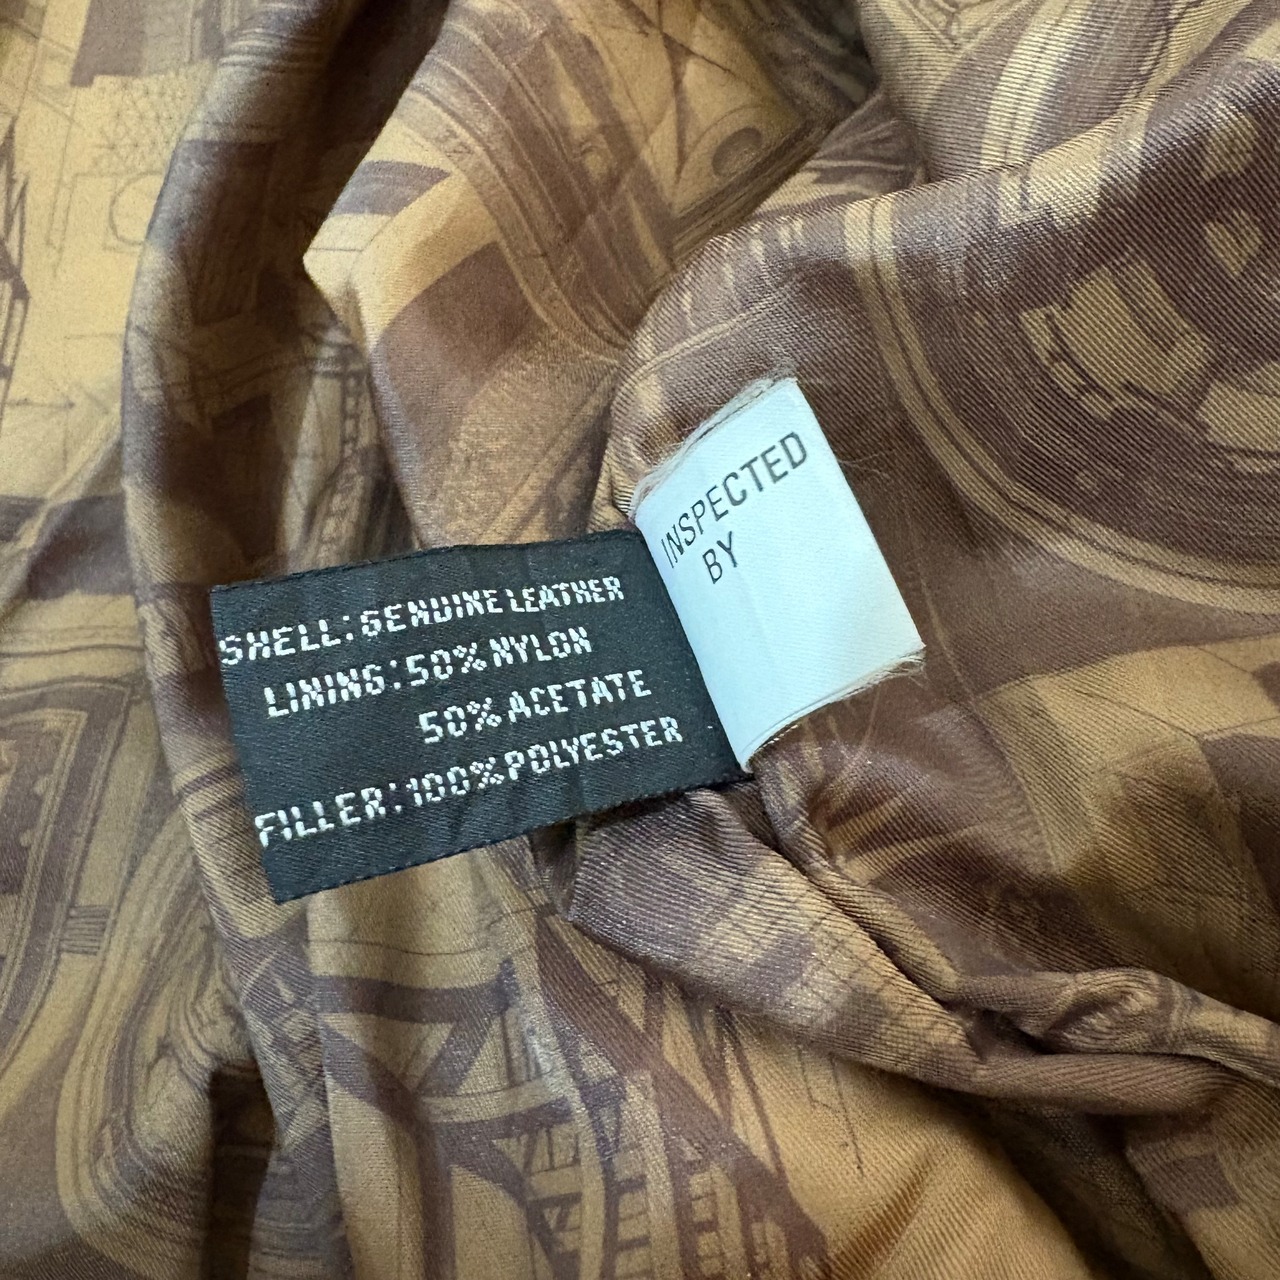 SHELL:GENUINE LEATHER
LINING:50%NYLON
50%ACETATE
FILLER:100%POLYESTER
INSPECTED
BY